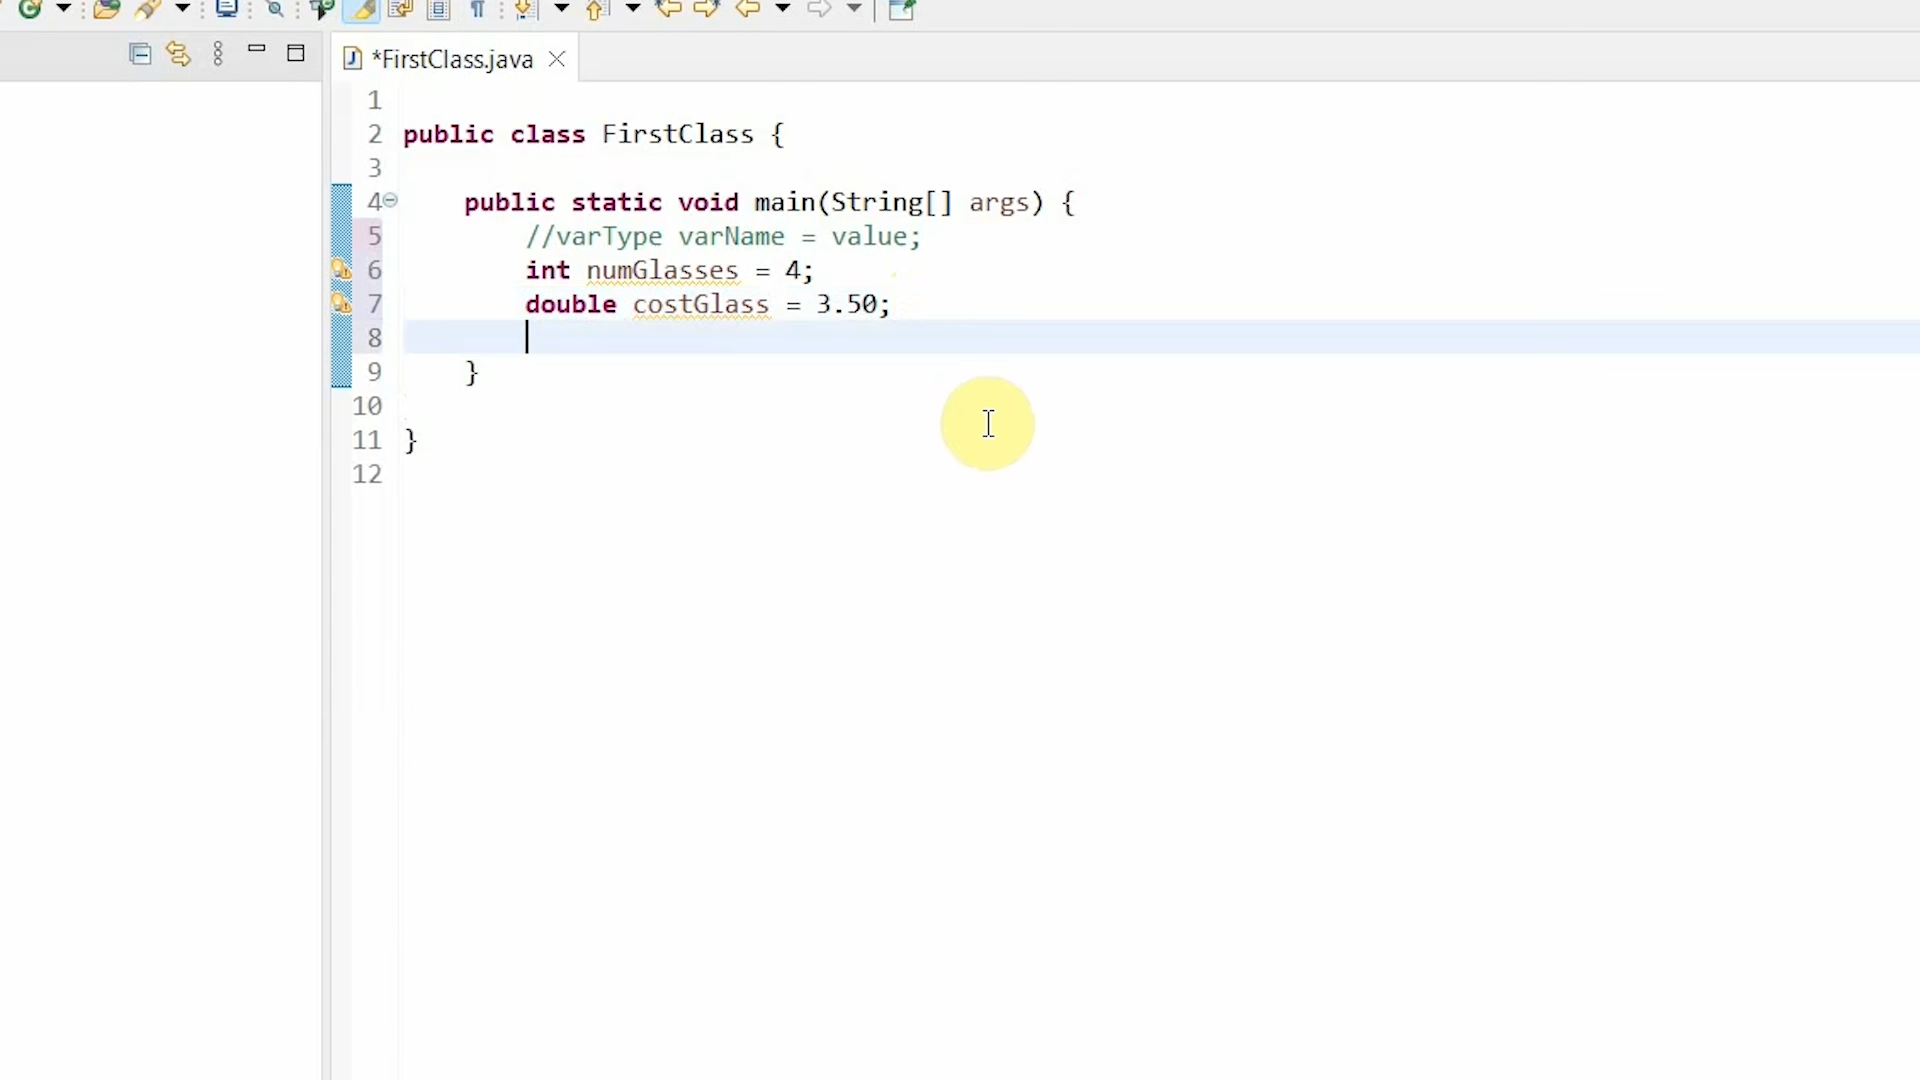 *FirstClass.java
1
2 public class FirstClass {
3
4 public static void main(String[] args) {
5 //varType varName = value;
6 int numGlasses = 4;
7 double costGlass = 3.50;
8
9 }
10
11 }
12